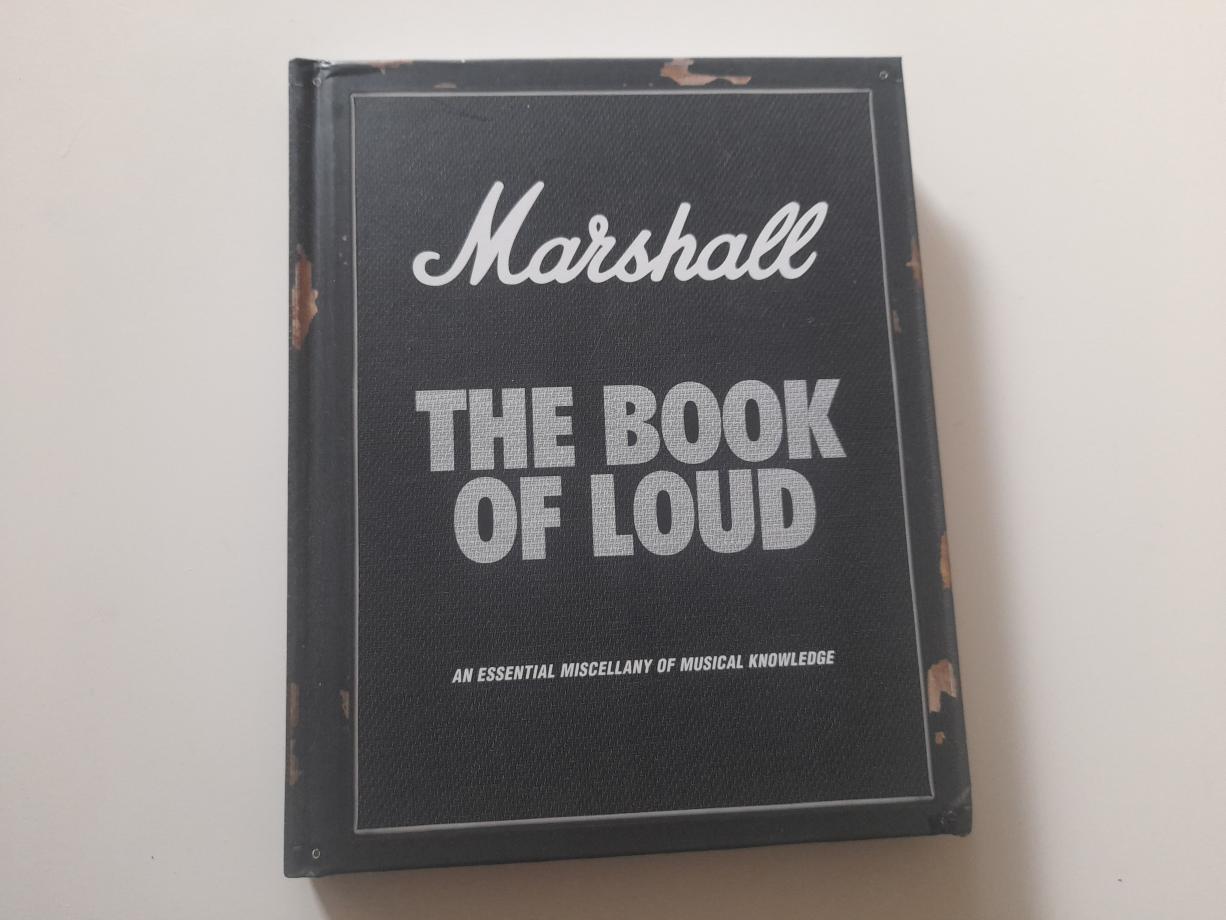 Marshall
THE BOOK
OF LOUD
AN ESSENTIAL MISCELLANY OF MUSICAL KNOWLEDGE